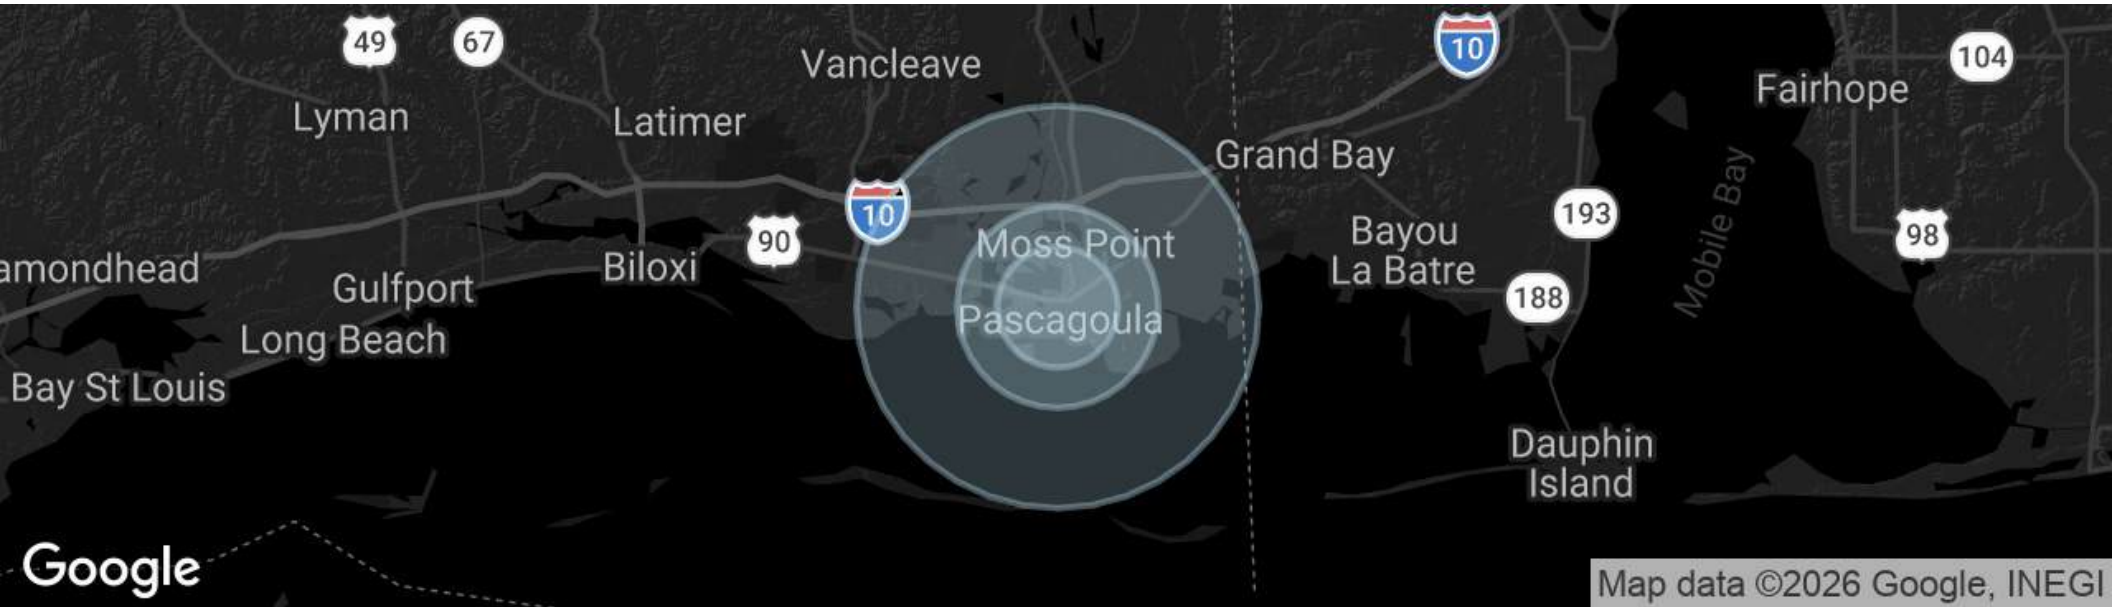 49
67
Vancleave
10
104
Fairhope
Lyman
Latimer
Grand Bay
Mobile Bay
10
193
90
Moss Point
Bayou
La Batre
98
amondhead
Gulfport
Biloxi
188
Pascagoula
Long Beach
Bay St Louis
Dauphin
Island
Google
Map data ©2026 Google, INEGI